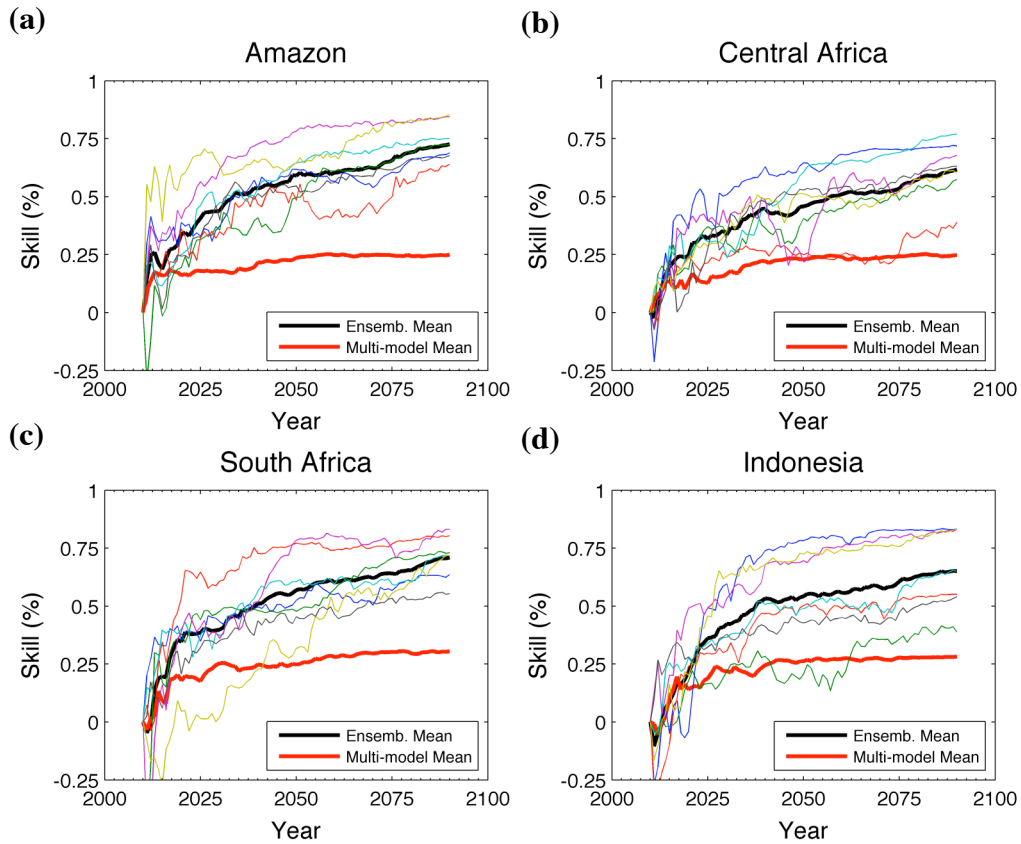 (a)
Amazon
Skill (%)
1
0.75
0.5
0.25
0
-0.25
2000 2025 2050 2075 2100
Year
Ensemb. Mean
Multi-model Mean
(b)
Central Africa
Skill (%)
1
0.75
0.5
0.25
0
-0.25
2000 2025 2050 2075 2100
Year
Ensemb. Mean
Multi-model Mean
(c)
South Africa
Skill (%)
1
0.75
0.5
0.25
0
-0.25
2000 2025 2050 2075 2100
Year
Ensemb. Mean
Multi-model Mean
(d)
Indonesia
Skill (%)
1
0.75
0.5
0.25
0
-0.25
2000 2025 2050 2075 2100
Year
Ensemb. Mean
Multi-model Mean